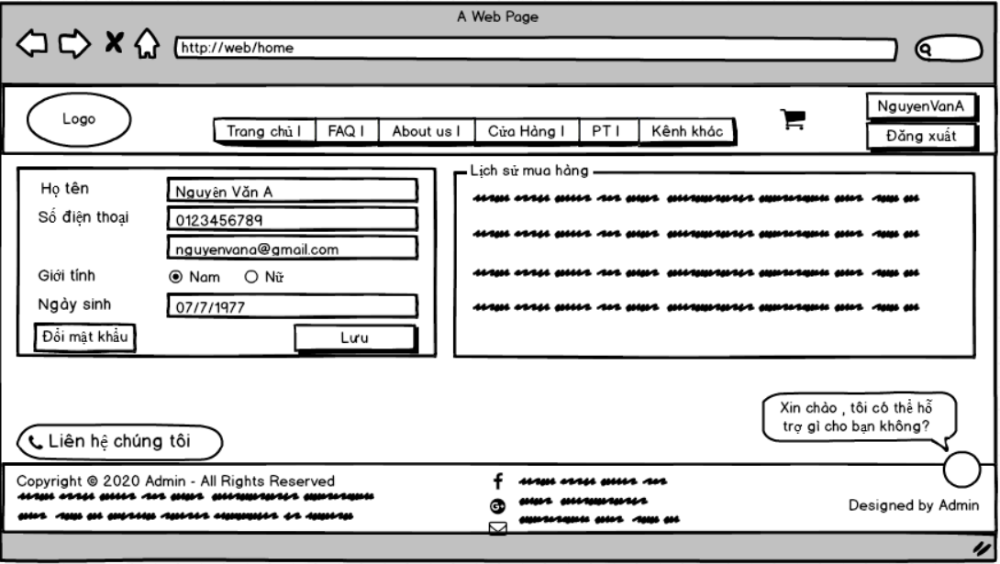 A Web Page
http://web/home
Logo
Trang chủ I FAQ I About us I Cửa Hàng I PT I Kênh khác
NguyenVanA
Đăng xuất
Họ tên
Nguyện Văn A
Số điện thoại
0123456789
nguyenvana@gmail.com
Giới tính
Nam
Nữ
Ngày sinh
07/7/1977
Đổi mật khẩu
Lưu
Lịch sử mua hàng
Xin chào , tôi có thể hỗ
trợ gì cho bạn không?
Liên hệ chúng tôi
Copyright © 2020 Admin - All Rights Reserved
f
G+
Designed by Admin